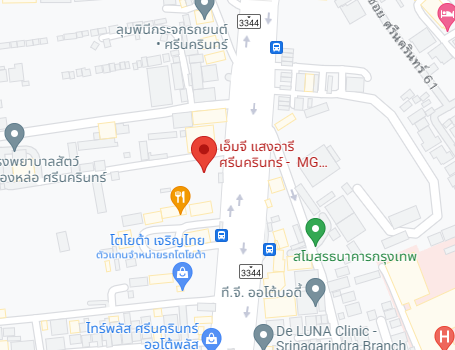 3344
ลุมพินีกระจกรถยนต์
• ศรีนครินทร์
ซอย ศรีนครินทร์ 61
เอ็มจี แสงอารี
ศรีนครินทร์ - MG...
รงพยาบาลสัตว์
องหล่อ ศรีนครินทร์
โตโยต้า เจริญไทย
ตัวแทนจำหน่ายรถโตโยต้า
สโมสรธนาคารกรุงเทพ
3344
ที.จี. ออโต้บอดี้
ไทร์พลัส ศรีนครินทร์
ออโต้พลัส
De LUNA Clinic -
Srinagarindra Branch
H